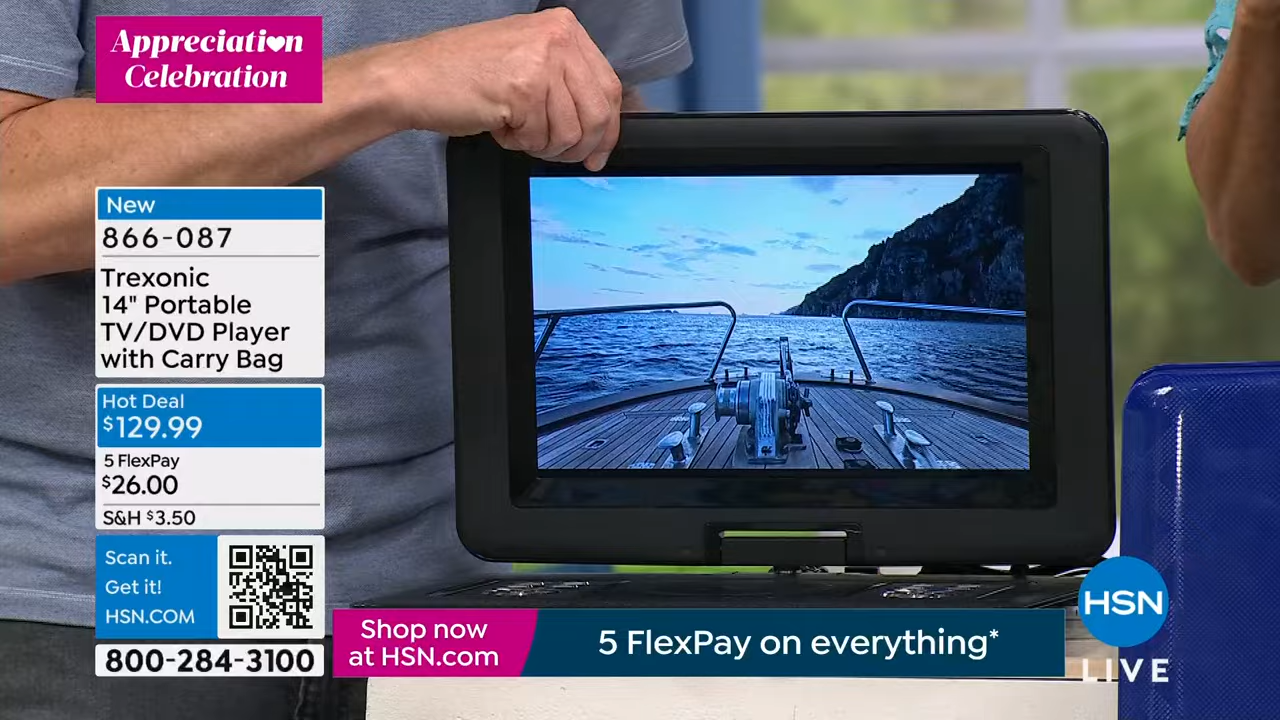 Appreciation
Celebration
New
866-087
Trexonic
14" Portable
TV/DVD Player
with Carry Bag
Hot Deal
$129.99
5 FlexPay
$26.00
S&H $3.50
Scan it.
Get it!
HSN.COM
800-284-3100
Shop now
at HSN.com
5 FlexPay on everything*
HSN
LIVE